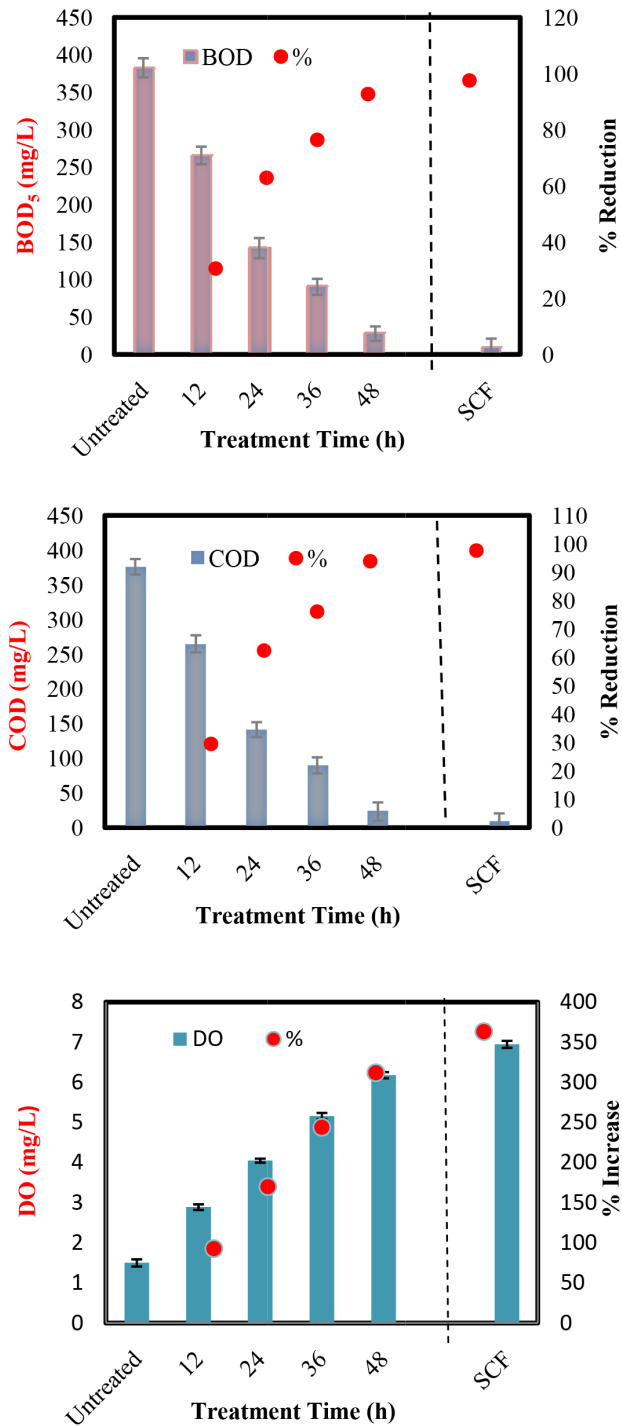 450 120
BOD %
400
350 100
300 80
250
200 60
150 40
100
50 20
0 0
BOD₅ (mg/L)
% Reduction
Untreated 12 24 36 48 SCF
Treatment Time (h)
450 110
COD %
400 100
350 90
300 80
250 70
200 60
150 50
100 40
50 30
0 20
10
0
COD (mg/L)
% Reduction
Untreated 12 24 36 48 SCF
Treatment Time (h)
8 400
DO %
7 350
6 300
5 250
4 200
3 150
2 100
1 50
0 0
DO (mg/L)
% Increase
Untreated 12 24 36 48 SCF
Treatment Time (h)